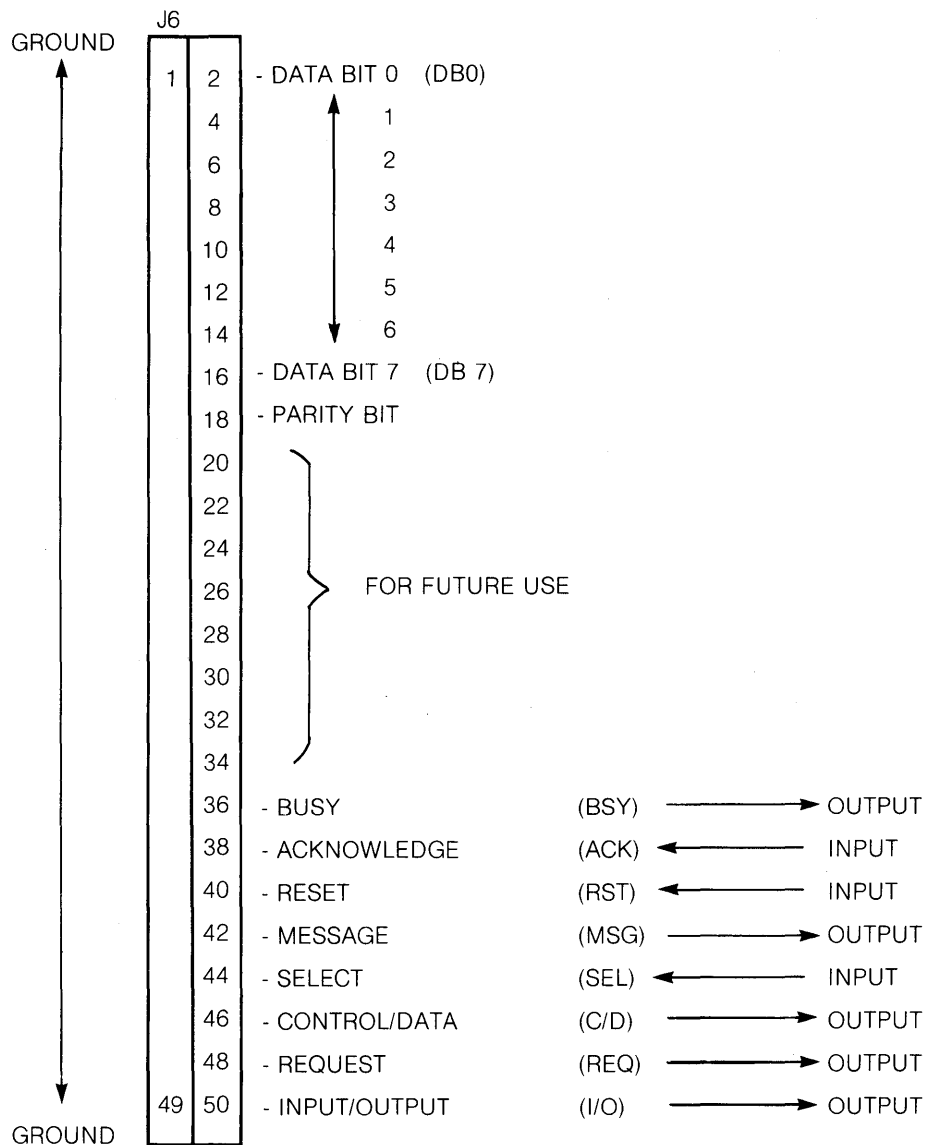 J6
GROUND
1 2 - DATA BIT 0 (DB0)
4 1
6 2
8 3
10 4
12 5
14 6
16 - DATA BIT 7 (DB 7)
18 - PARITY BIT
20
22
24
26 FOR FUTURE USE
28
30
32
34
36 - BUSY (BSY) OUTPUT
38 - ACKNOWLEDGE (ACK) INPUT
40 - RESET (RST) INPUT
42 - MESSAGE (MSG) OUTPUT
44 - SELECT (SEL) INPUT
46 - CONTROL/DATA (C/D) OUTPUT
48 - REQUEST (REQ) OUTPUT
49 50 - INPUT/OUTPUT (I/O) OUTPUT
GROUND